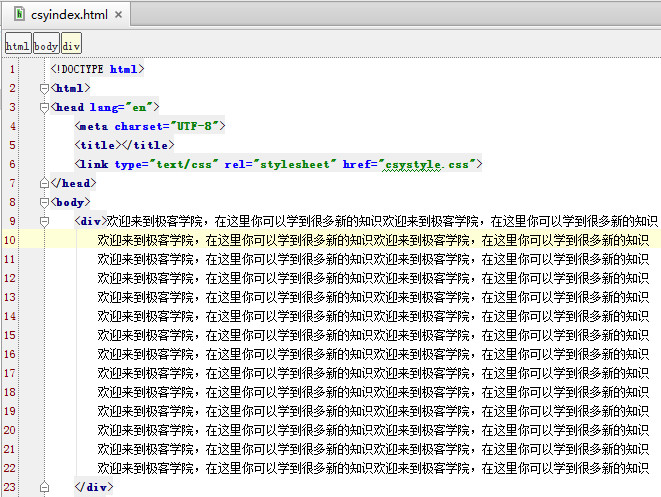 csyindex.html
html body div
1 <!DOCTYPE html>
2 <html>
3 <head lang="en">
4 <meta charset="UTF-8">
5 <title></title>
6 <link type="text/css" rel="stylesheet" href="csystyle.css">
7 </head>
8 <body>
9 <div>欢迎来到极客学院，在这里你可以学到很多新的知识欢迎来到极客学院，在这里你可以学到很多新的知识
10 欢迎来到极客学院，在这里你可以学到很多新的知识欢迎来到极客学院，在这里你可以学到很多新的知识
11 欢迎来到极客学院，在这里你可以学到很多新的知识欢迎来到极客学院，在这里你可以学到很多新的知识
12 欢迎来到极客学院，在这里你可以学到很多新的知识欢迎来到极客学院，在这里你可以学到很多新的知识
13 欢迎来到极客学院，在这里你可以学到很多新的知识欢迎来到极客学院，在这里你可以学到很多新的知识
14 欢迎来到极客学院，在这里你可以学到很多新的知识欢迎来到极客学院，在这里你可以学到很多新的知识
15 欢迎来到极客学院，在这里你可以学到很多新的知识欢迎来到极客学院，在这里你可以学到很多新的知识
16 欢迎来到极客学院，在这里你可以学到很多新的知识欢迎来到极客学院，在这里你可以学到很多新的知识
17 欢迎来到极客学院，在这里你可以学到很多新的知识欢迎来到极客学院，在这里你可以学到很多新的知识
18 欢迎来到极客学院，在这里你可以学到很多新的知识欢迎来到极客学院，在这里你可以学到很多新的知识
19 欢迎来到极客学院，在这里你可以学到很多新的知识欢迎来到极客学院，在这里你可以学到很多新的知识
20 欢迎来到极客学院，在这里你可以学到很多新的知识欢迎来到极客学院，在这里你可以学到很多新的知识
21 欢迎来到极客学院，在这里你可以学到很多新的知识欢迎来到极客学院，在这里你可以学到很多新的知识
22 欢迎来到极客学院，在这里你可以学到很多新的知识欢迎来到极客学院，在这里你可以学到很多新的知识
23 </div>